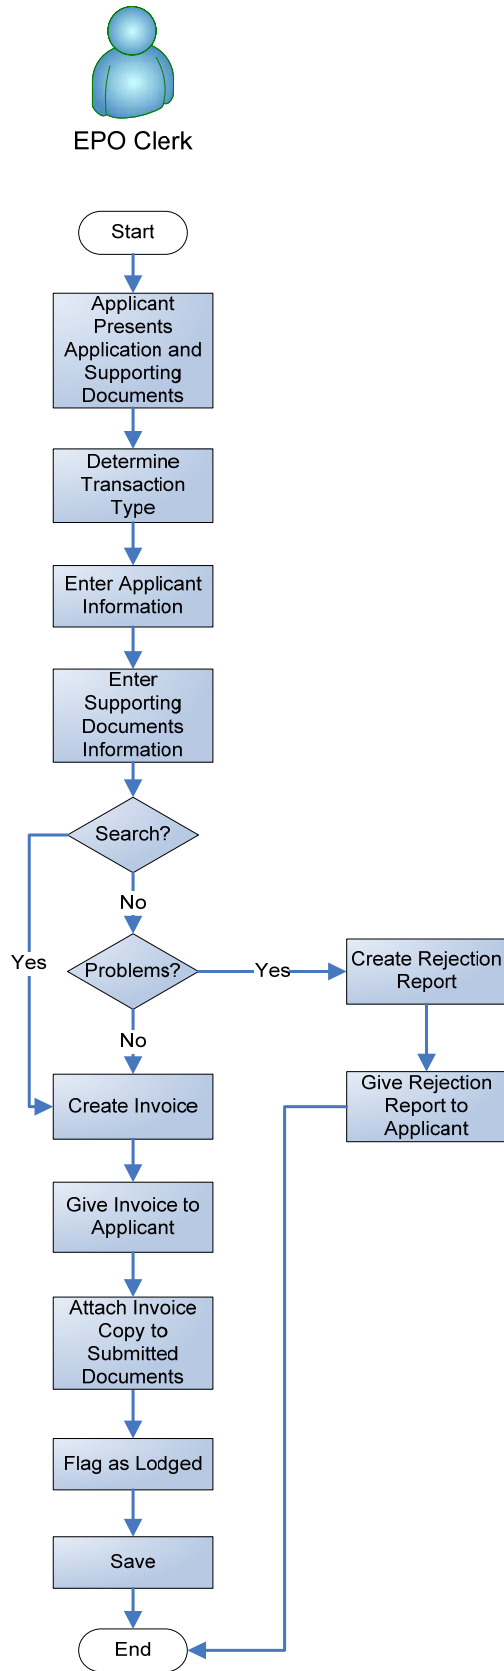 EPO Clerk
Start
Applicant
Presents
Application and
Supporting
Documents
Determine
Transaction
Type
Enter Applicant
Information
Enter
Supporting
Documents
Information
Search?
No
Yes
Problems?
Yes
Create Rejection
Report
No
Create Invoice
Give Rejection
Report to
Applicant
Give Invoice to
Applicant
Attach Invoice
Copy to
Submitted
Documents
Flag as Lodged
Save
End